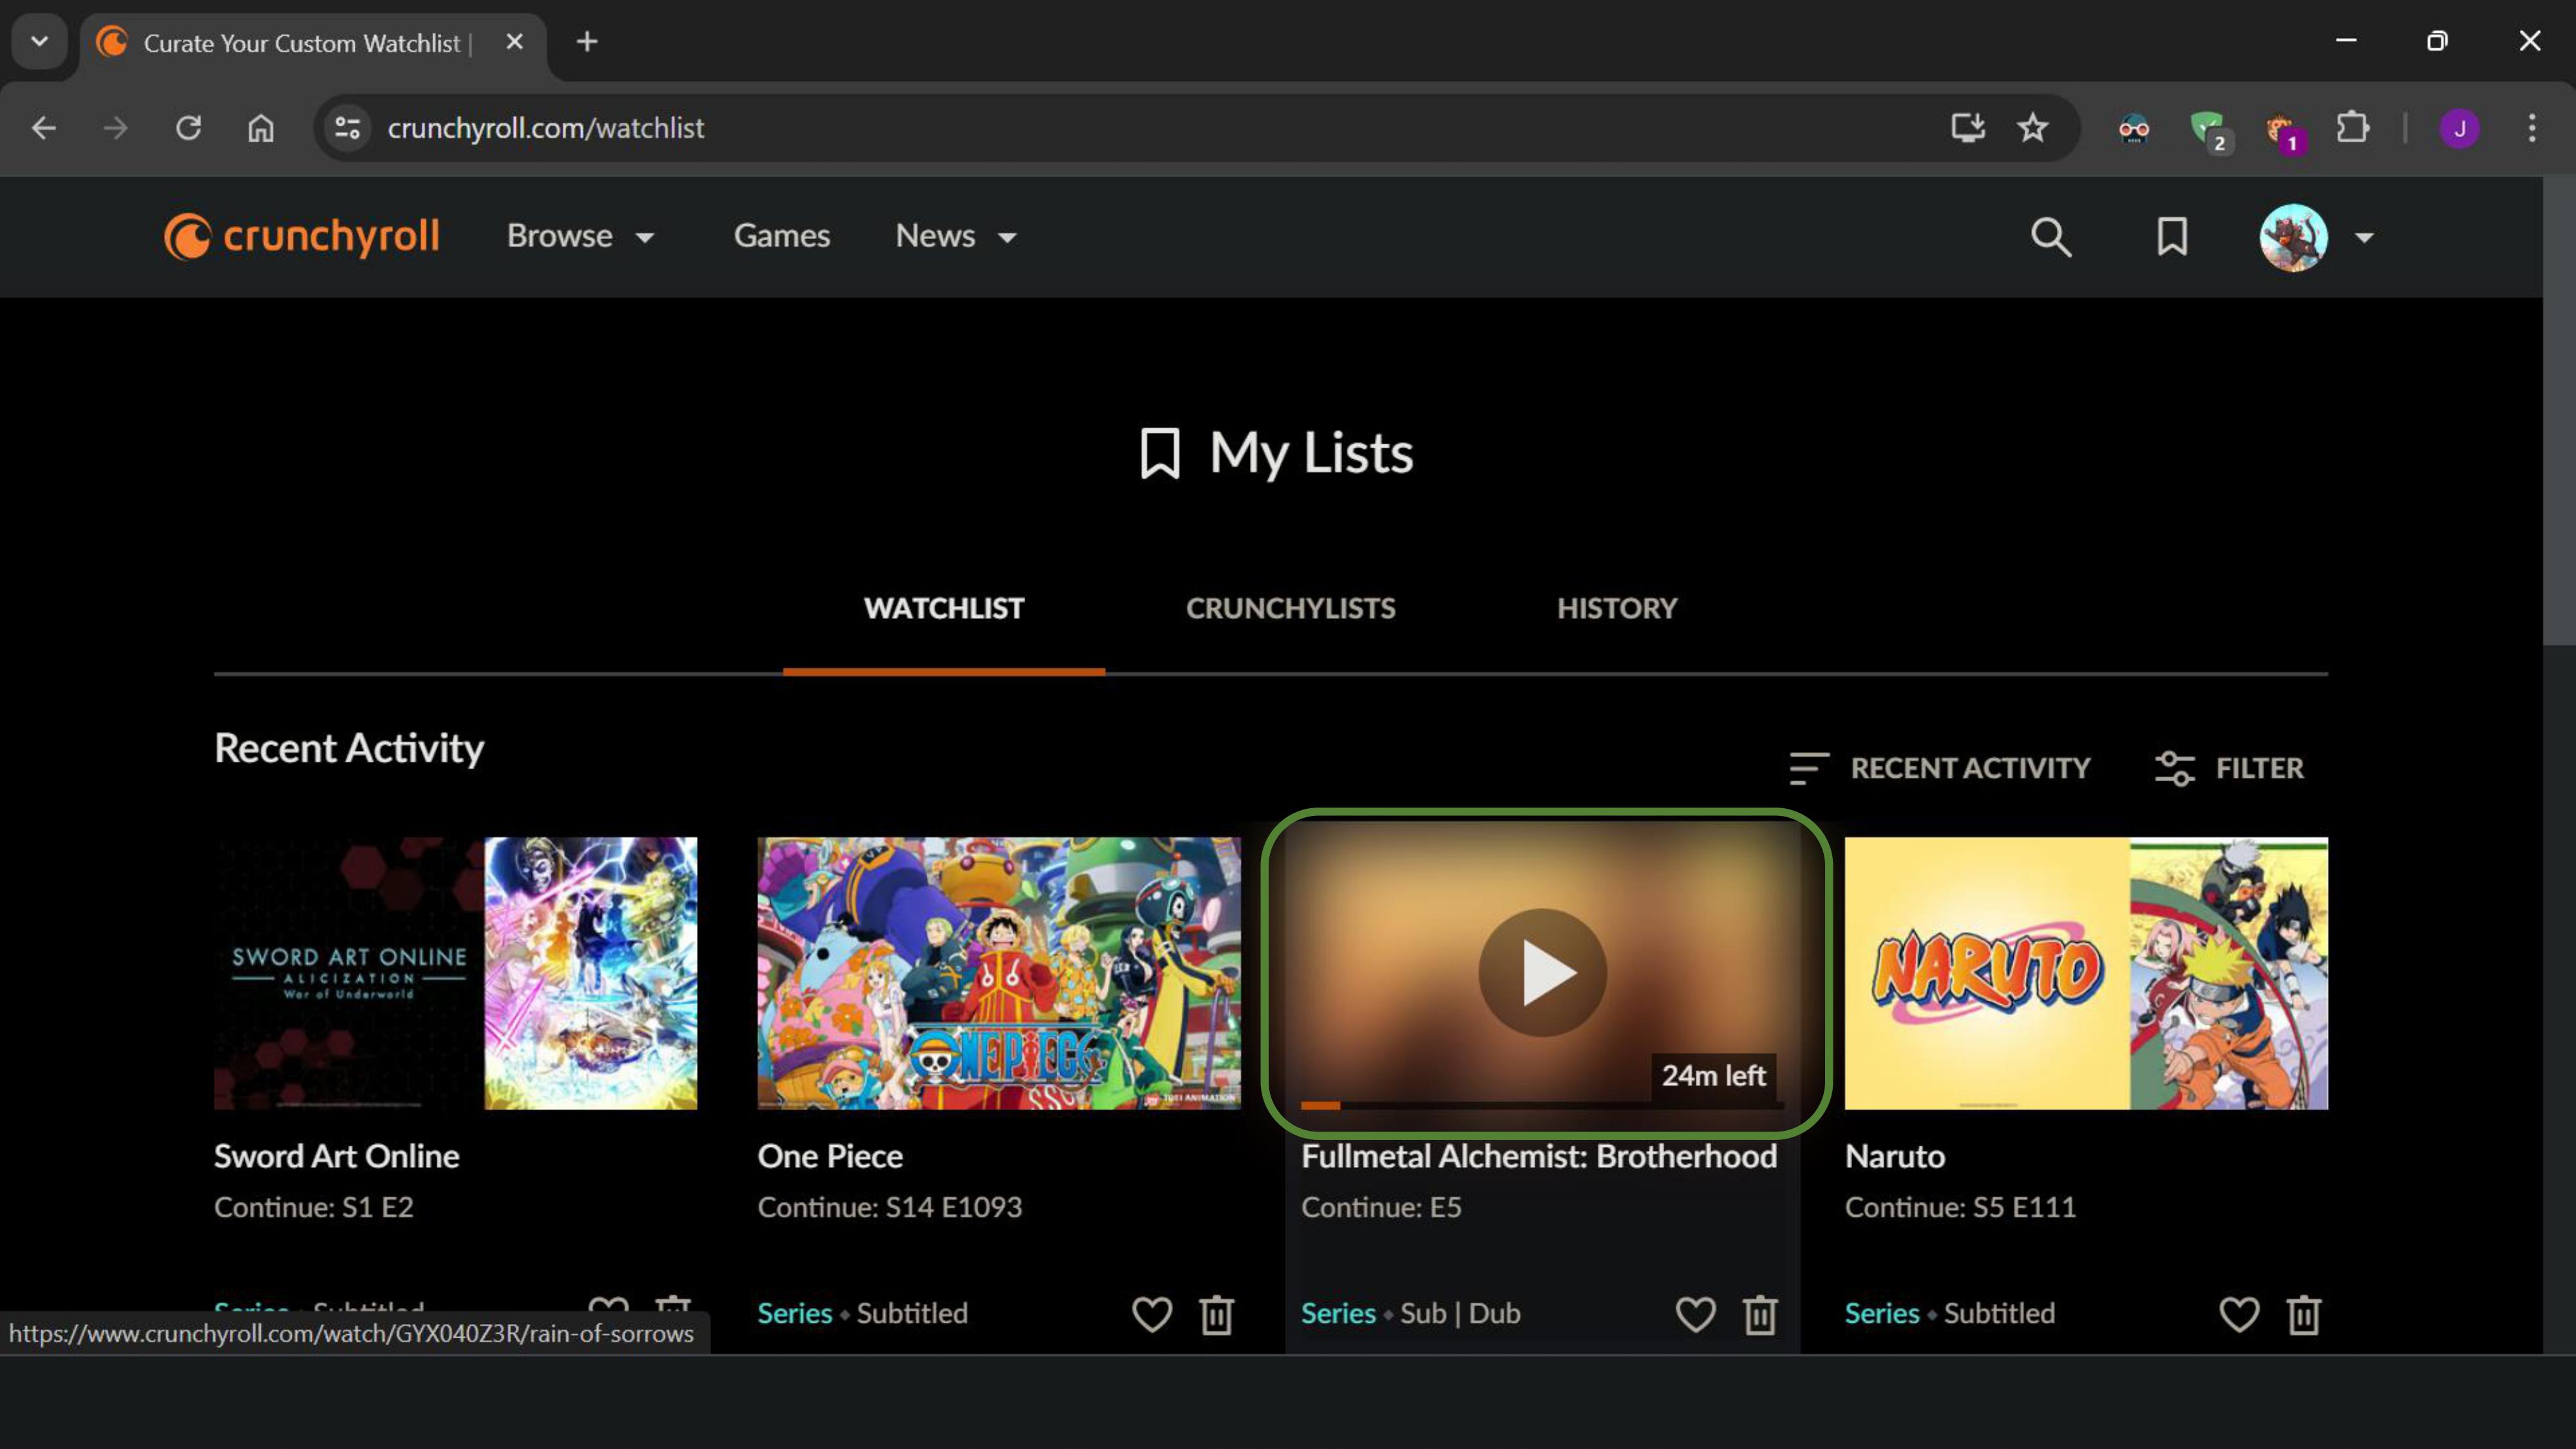 Curate Your Custom Watchlist |
crunchyroll.com/watchlist
2
1
J
crunchyroll
Browse
Games
News
My Lists
WATCHLIST
CRUNCHYLISTS
HISTORY
Recent Activity
RECENT ACTIVITY
FILTER
SWORD ART ONLINE
ALICIZATION
War of Underworld
ONE PIECE
TOEI ANIMATION
24m left
NARUTO
Sword Art Online
Continue: S1 E2
One Piece
Continue: S14 E1093
Fullmetal Alchemist: Brotherhood
Continue: E5
Naruto
Continue: S5 E111
Series • Subtitled
Series • Subtitled
Series • Sub | Dub
Series • Subtitled
https://www.crunchyroll.com/watch/GYX040Z3R/rain-of-sorrows